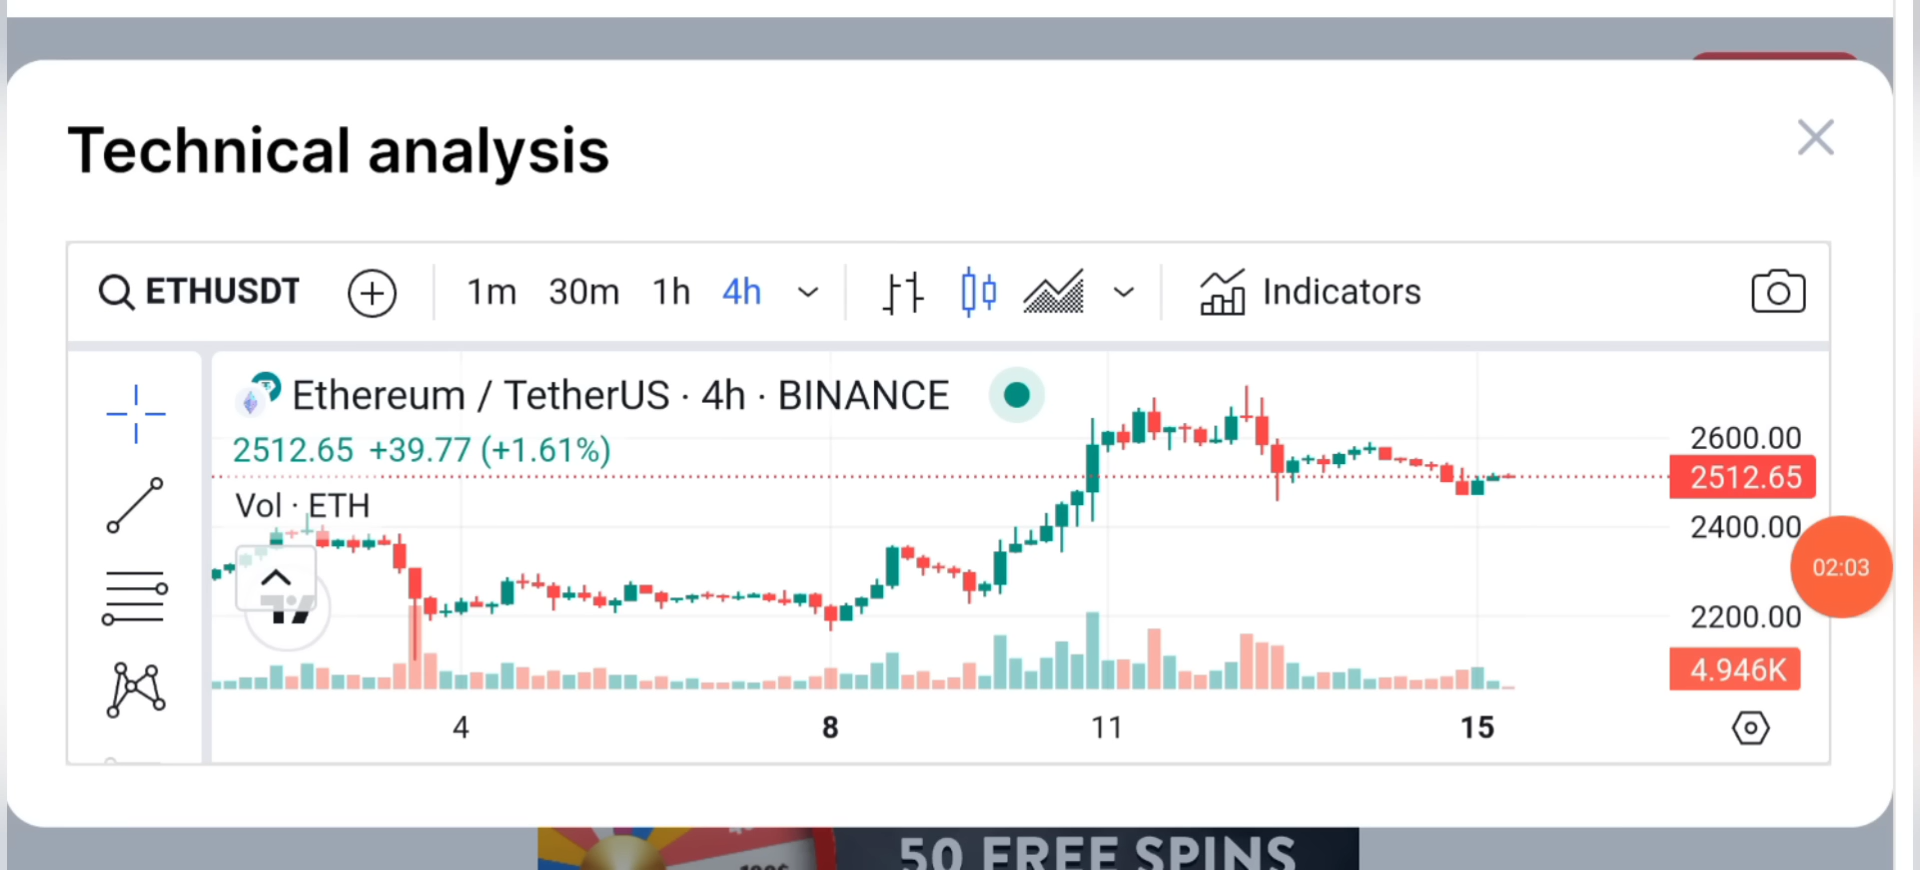 Technical analysis
ETHUSDT 1m 30m 1h 4h Indicators
Ethereum / TetherUS · 4h · BINANCE
2512.65 +39.77 (+1.61%)
Vol · ETH
2600.00
2512.65
2400.00
02:03
2200.00
4.946K
4 8 11 15
50 FREE SPINS